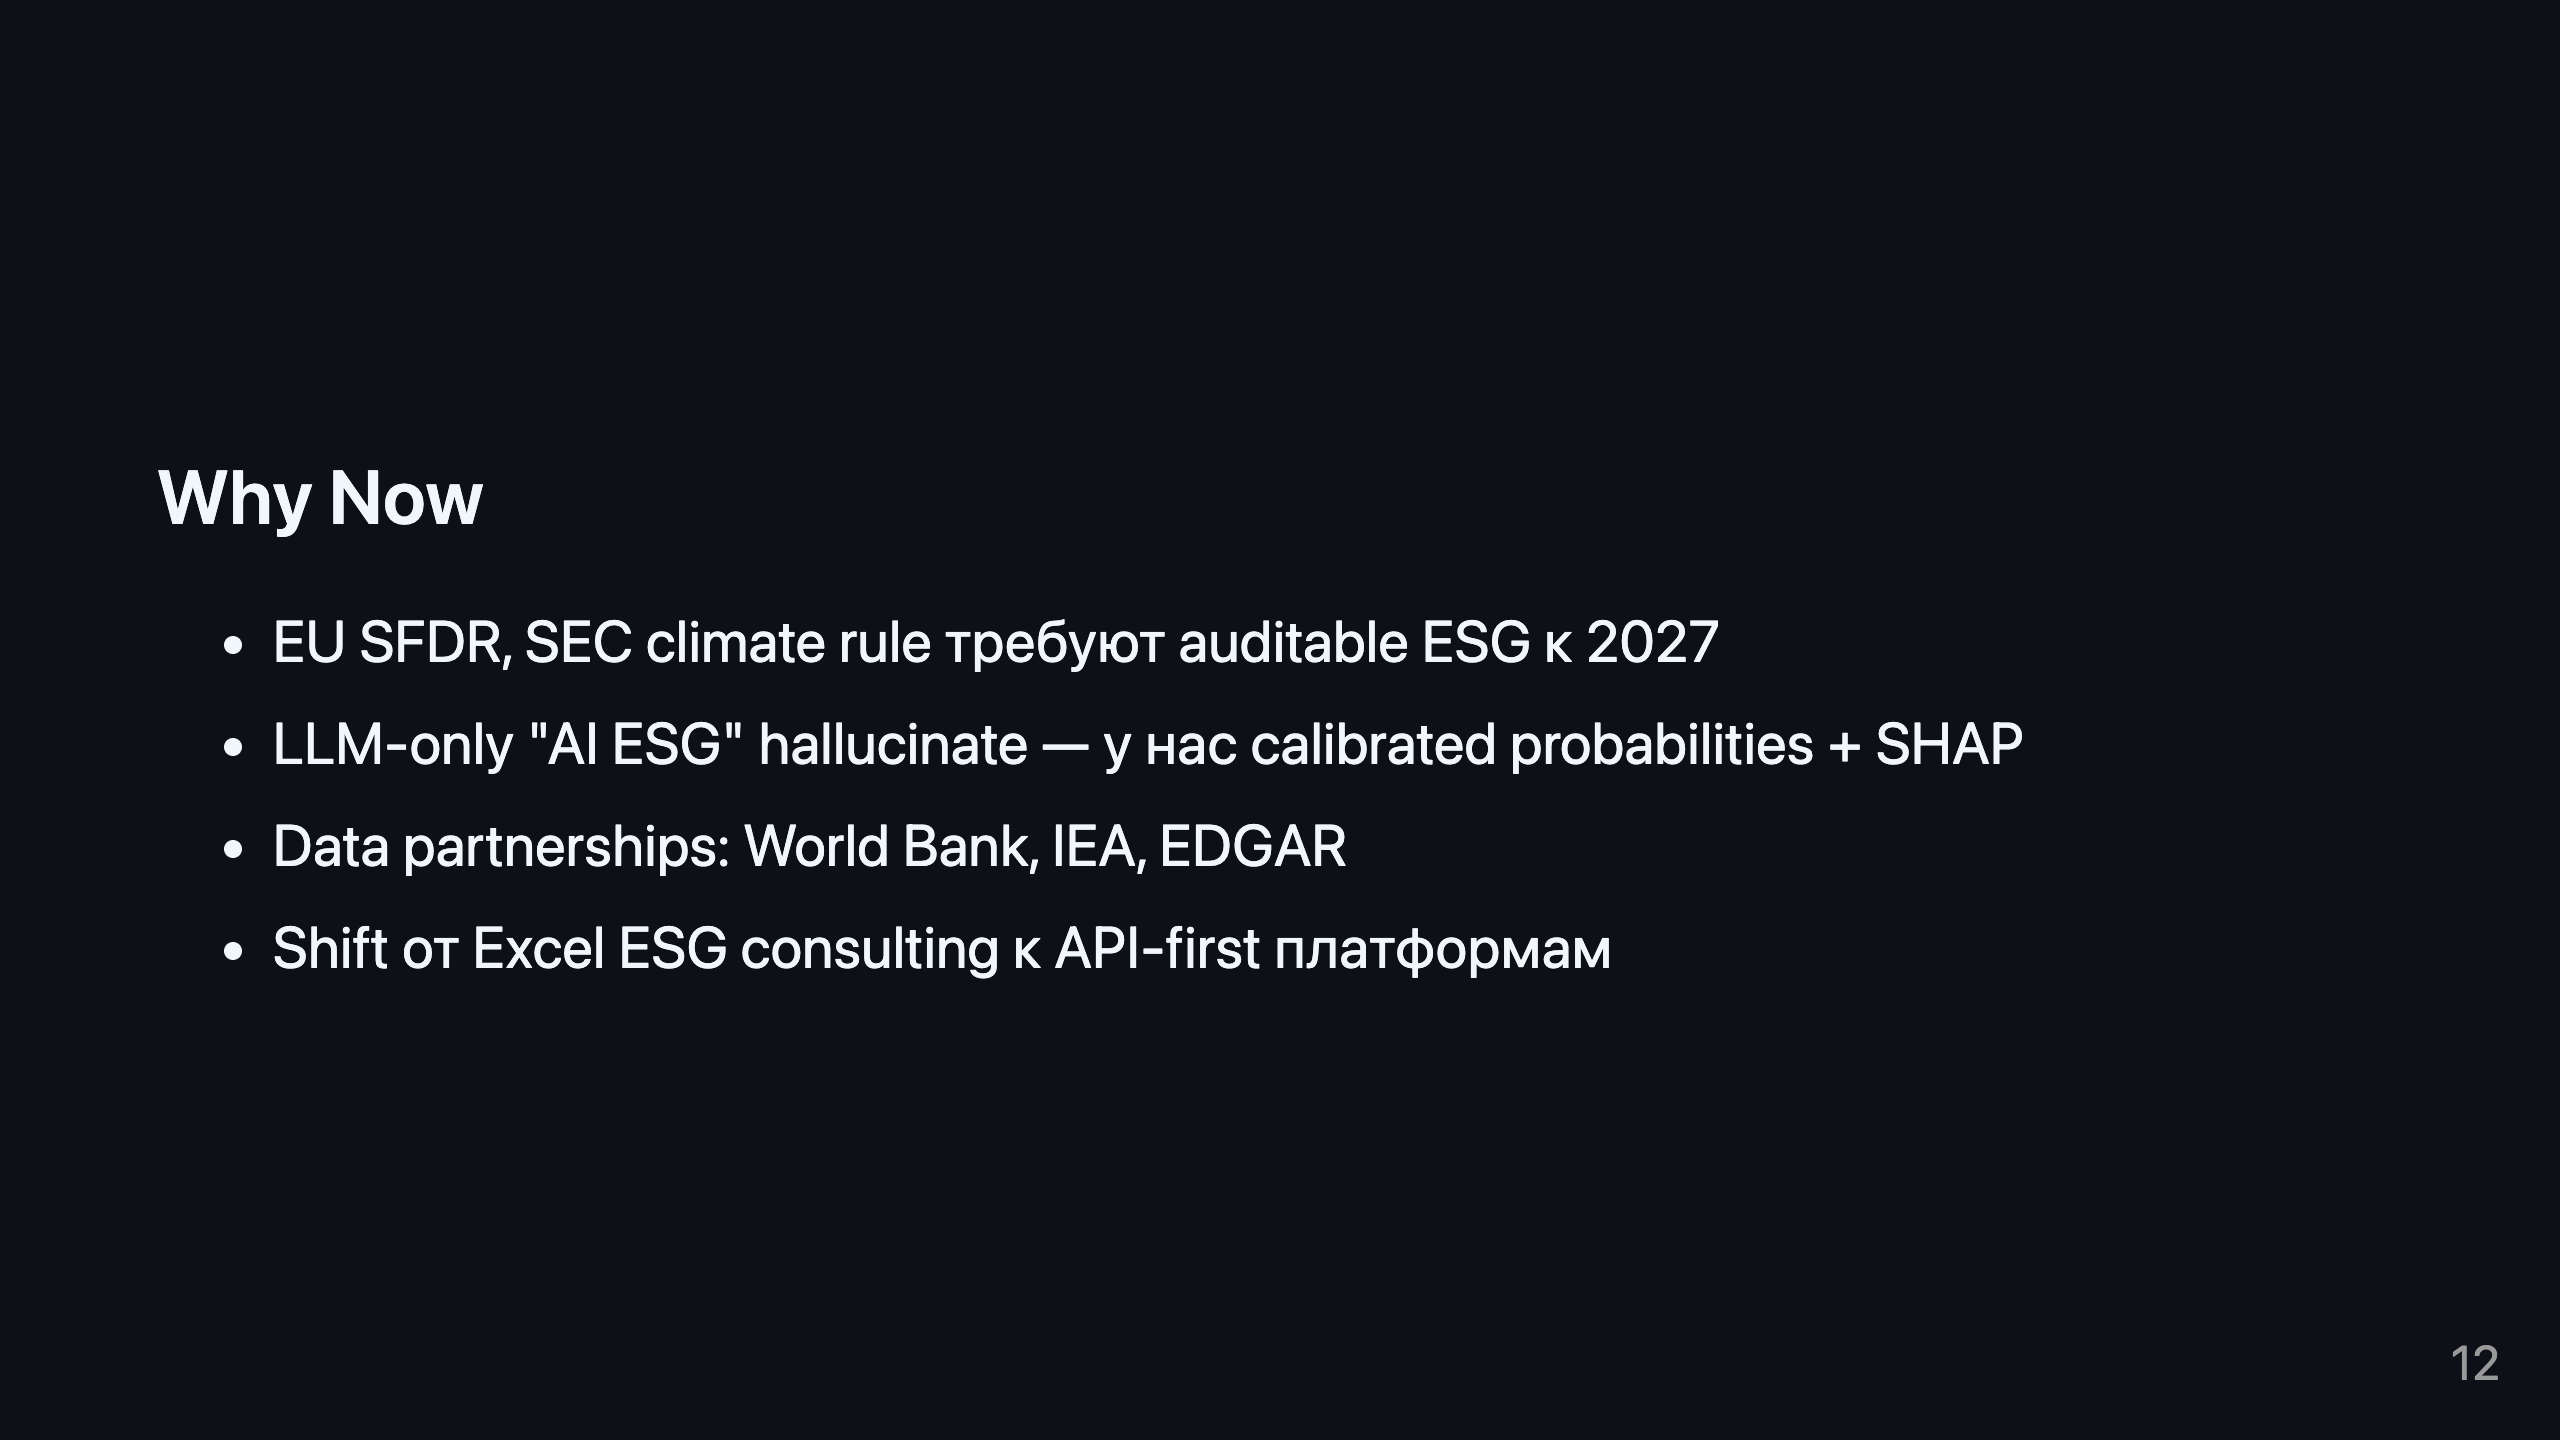 Why Now
• EU SFDR, SEC climate rule требуют auditable ESG к 2027
• LLM-only "AI ESG" hallucinate — у нас calibrated probabilities + SHAP
• Data partnerships: World Bank, IEA, EDGAR
• Shift от Excel ESG consulting к API-first платформам
12